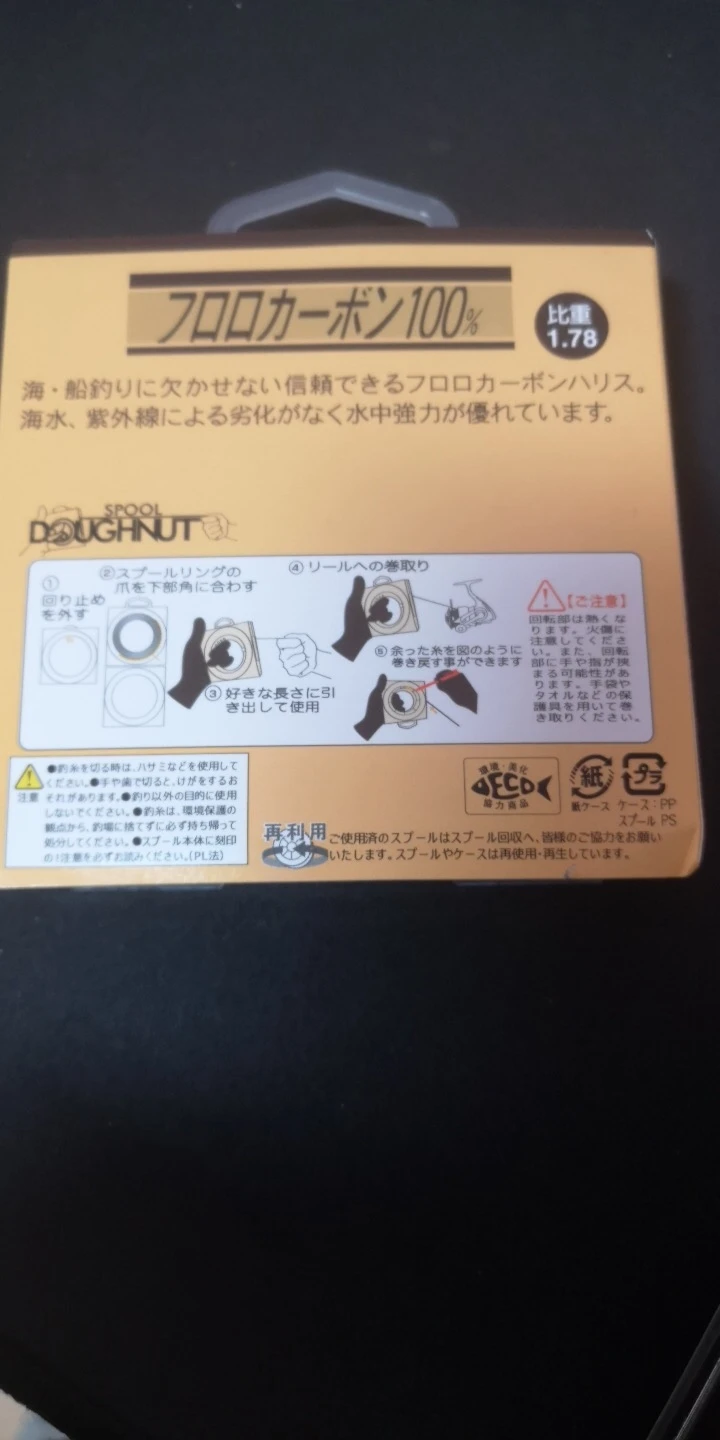 フロロカーボン100%
比重
1.78
海・船釣りに欠かせない信頼できるフロロカーボンハリス。
海水、紫外線による劣化がなく水中強力が優れています。
SPOOL
DOUGHNUT
①
回り止め
を外す
②スプールリングの
爪を下部角に合わす
③ 好きな長さに引
き出して使用
④ リールへの巻取り
⑤ 余った糸を図のように
巻き戻す事ができます
【ご注意】
回転部は熱くな
ります。火傷に
注意してくださ
い。また、回転
部に手や指が挟
まる可能性があ
ります。手袋や
タオルなどの保
護具を用いて巻
き取りください。
注意
●釣糸を切る時は、ハサミなどを使用して
ください。●手や歯で切ると、けがをするお
それがあります。●釣り以外の目的に使用
しないでください。●釣糸は、環境保護の
観点から、釣場に捨てずに必ず持ち帰って
処分してください。●スプール本体に刻印
の!注意を必ずお読みください。(PL法)
再利用
ご使用済のスプールはスプール回収へ、皆様のご協力をお願い
いたします。スプールやケースは再使用・再生しています。
環境・美化
ECO
協力商品
紙
紙ケース
プラ
ケース:PP
スプール PS